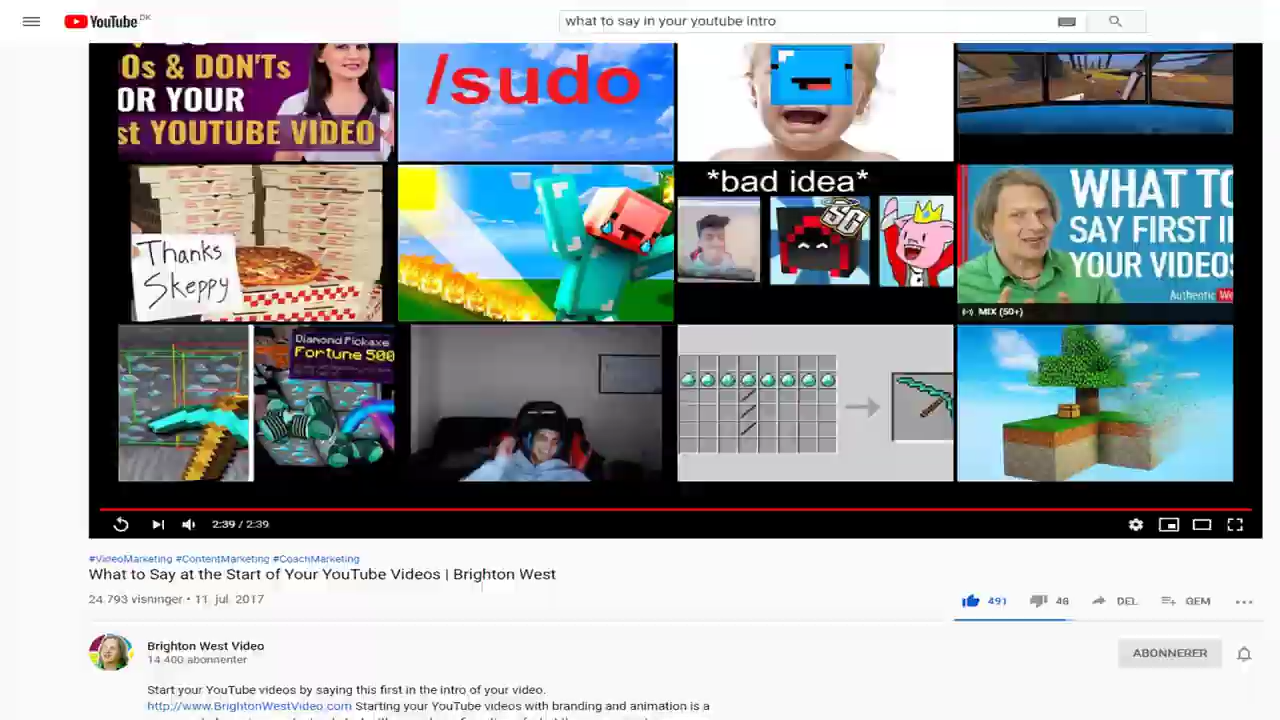 YouTube DK
what to say in your youtube intro
Os & DON'Ts
OR YOUR
st YOUTUBE VIDEO
/sudo
Thanks
Skeppy
*bad idea*
SG
WHAT TO
SAY FIRST I
YOUR VIDEOS
Authentic We
MIX (50+)
Diamond Pickaxe
Fortune 500
2:39 / 2:39
#VideoMarketing #ContentMarketing #CoachMarketing
What to Say at the Start of Your YouTube Videos | Brighton West
24.793 visninger • 11. jul. 2017
491
46
DEL
GEM
Brighton West Video
14.400 abonnenter
ABONNERER
Start your YouTube videos by saying this first in the intro of your video.
http://www.BrightonWestVideo.com Starting your YouTube videos with branding and animation is a